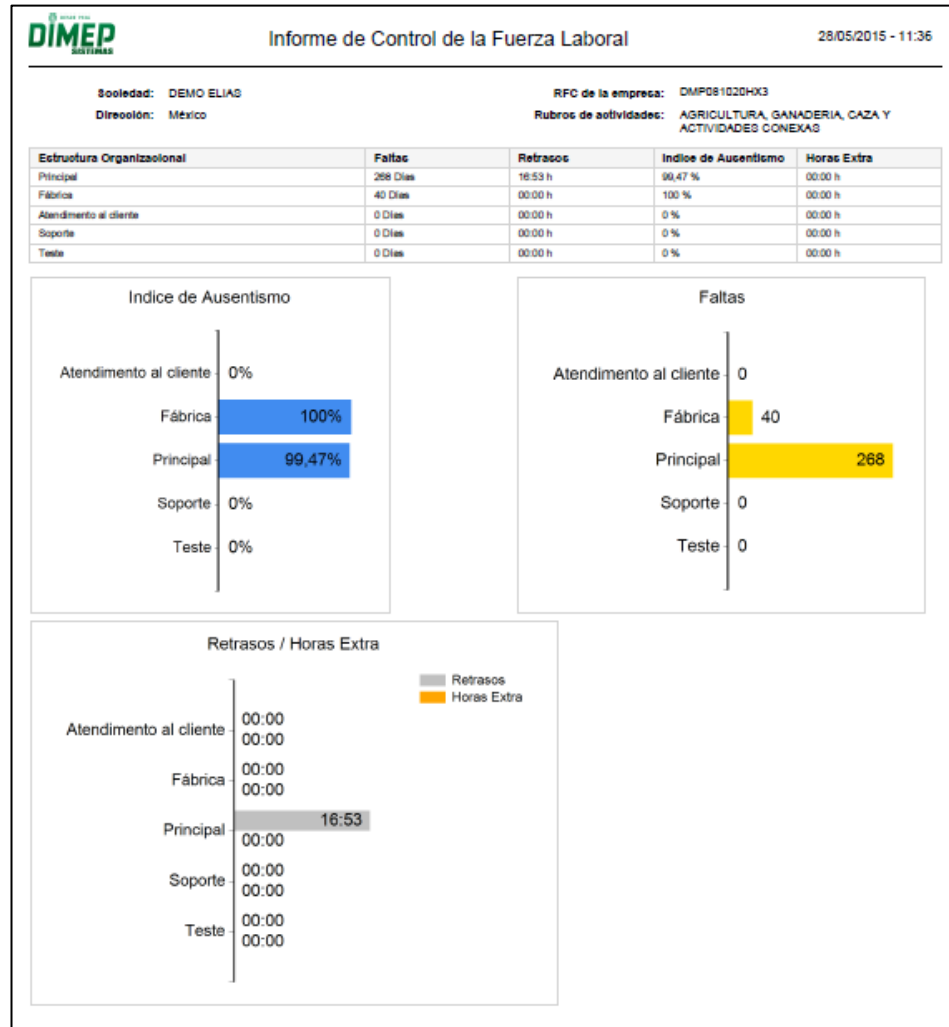 DIMEP
SISTEMAS
Informe de Control de la Fuerza Laboral
28/05/2015 - 11:36
Sociedad: DEMO ELIAS
RFC de la empresa: DMP081020HX3
Dirección: México
Rubros de actividades: AGRICULTURA, GANADERIA, CAZA Y
ACTIVIDADES CONEXAS
Estructura Organizacional Faltas Retrasos Indice de Ausentismo Horas Extra
Principal 268 Días 16:53 h 99,47 % 00:00 h
Fábrica 40 Días 00:00 h 100 % 00:00 h
Atendimento al cliente 0 Días 00:00 h 0 % 00:00 h
Soporte 0 Días 00:00 h 0 % 00:00 h
Teste 0 Días 00:00 h 0 % 00:00 h
Indice de Ausentismo
Atendimento al cliente 0%
Fábrica 100%
Principal 99,47%
Soporte 0%
Teste 0%
Faltas
Atendimento al cliente 0
Fábrica 40
Principal 268
Soporte 0
Teste 0
Retrasos / Horas Extra
Retrasos
Horas Extra
Atendimento al cliente 00:00
00:00
Fábrica 00:00
00:00
Principal 16:53
00:00
Soporte 00:00
00:00
Teste 00:00
00:00